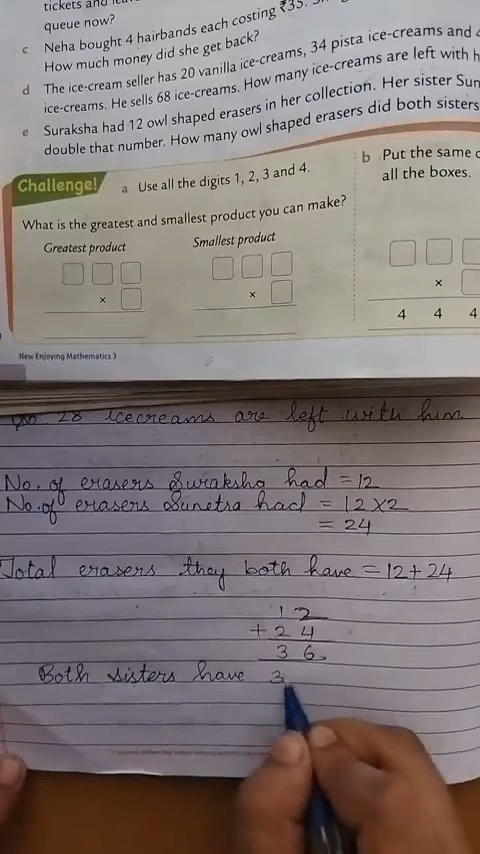 tickets and
queue now?
c Neha bought 4 hairbands each costing ₹35.
How much money did she get back?
d The ice-cream seller has 20 vanilla ice-creams, 34 pista ice-creams and
ice-creams. He sells 68 ice-creams. How many ice-creams are left with
e Suraksha had 12 owl shaped erasers in her collection. Her sister
double that number. How many owl shaped erasers did both sisters
Challenge! a Use all the digits 1, 2, 3 and 4.
What is the greatest and smallest product you can make?
Greatest product Smallest product
×
×
b Put the same
all the boxes.
×
4 4 4
New Enjoying Mathematics 3
28 icecreams are left with him
No. of erasers Suraksha had = 12
No. of erasers Sunetra had = 12 x 2
= 24
Total erasers they both have = 12 + 24
12
+ 24
36
Both sisters have 3